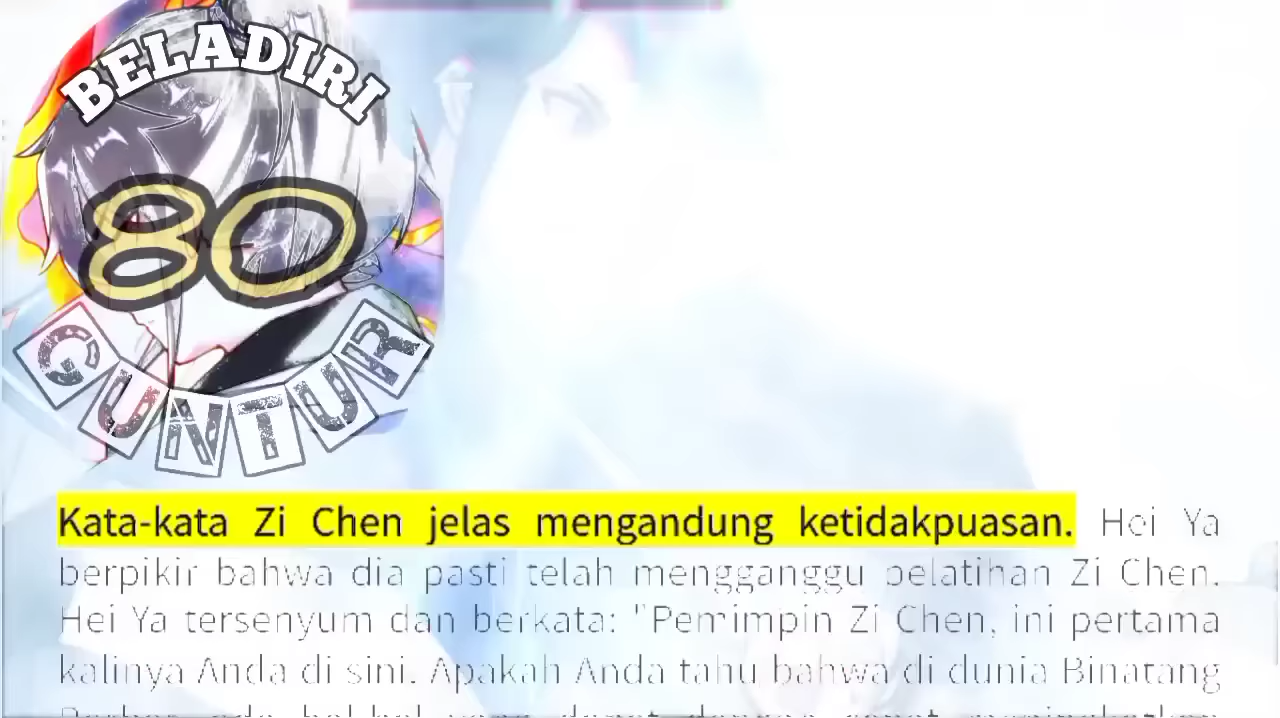 BELADIRI
80
GUNTUR
Kata-kata Zi Chen jelas mengandung ketidakpuasan. Hei Ya
berpikir bahwa dia pasti telah mengganggu pelatihan Zi Chen.
Hei Ya tersenyum dan berkata: "Pemimpin Zi Chen, ini pertama
kalinya Anda di sini. Apakah Anda tahu bahwa di dunia Binatang